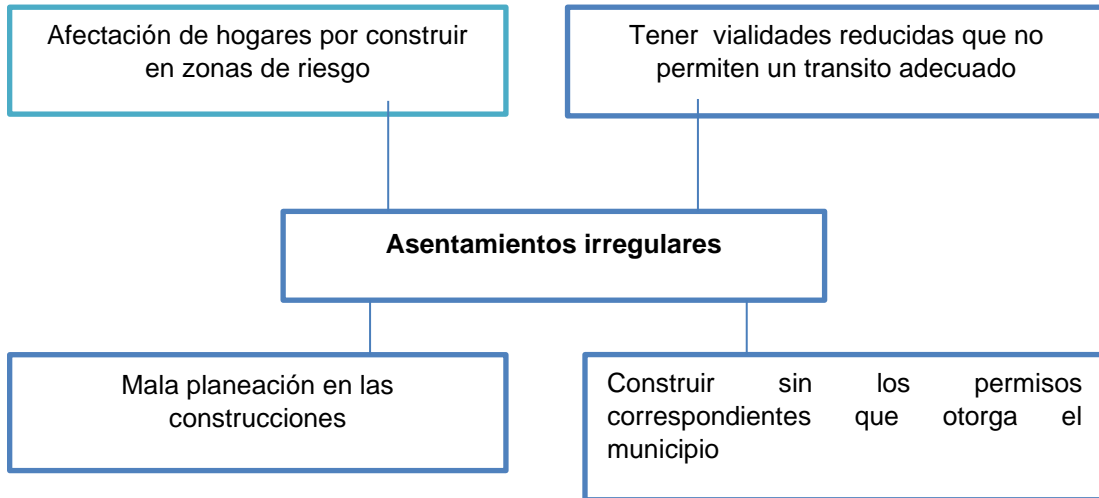 Afectación de hogares por construir
en zonas de riesgo
Tener vialidades reducidas que no
permiten un transito adecuado
Asentamientos irregulares
Mala planeación en las
construcciones
Construir sin los permisos
correspondientes que otorga el
municipio